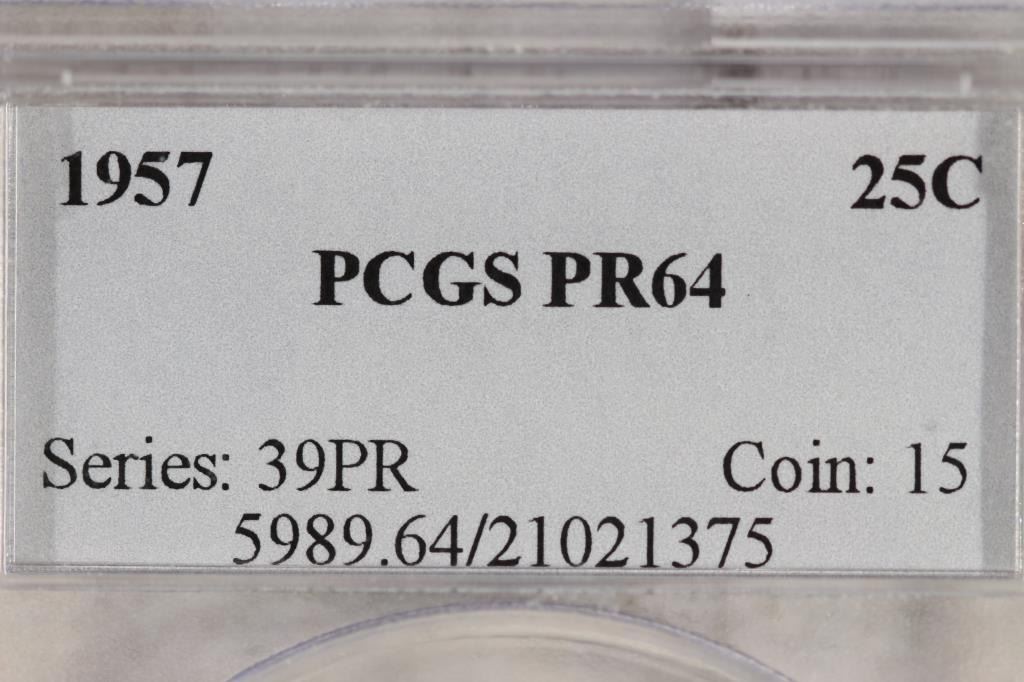 1957 25C
PCGS PR64
Series: 39PR Coin: 15
5989.64/21021375